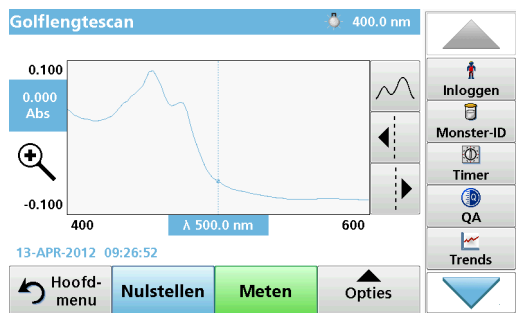 Golflengtescan
400.0 nm
0.100
0.000
Abs
-0.100
400
λ 500.0 nm
600
13-APR-2012 09:26:52
Hoofd-
menu
Nulstellen
Meten
Opties
Inloggen
Monster-ID
Timer
QA
Trends